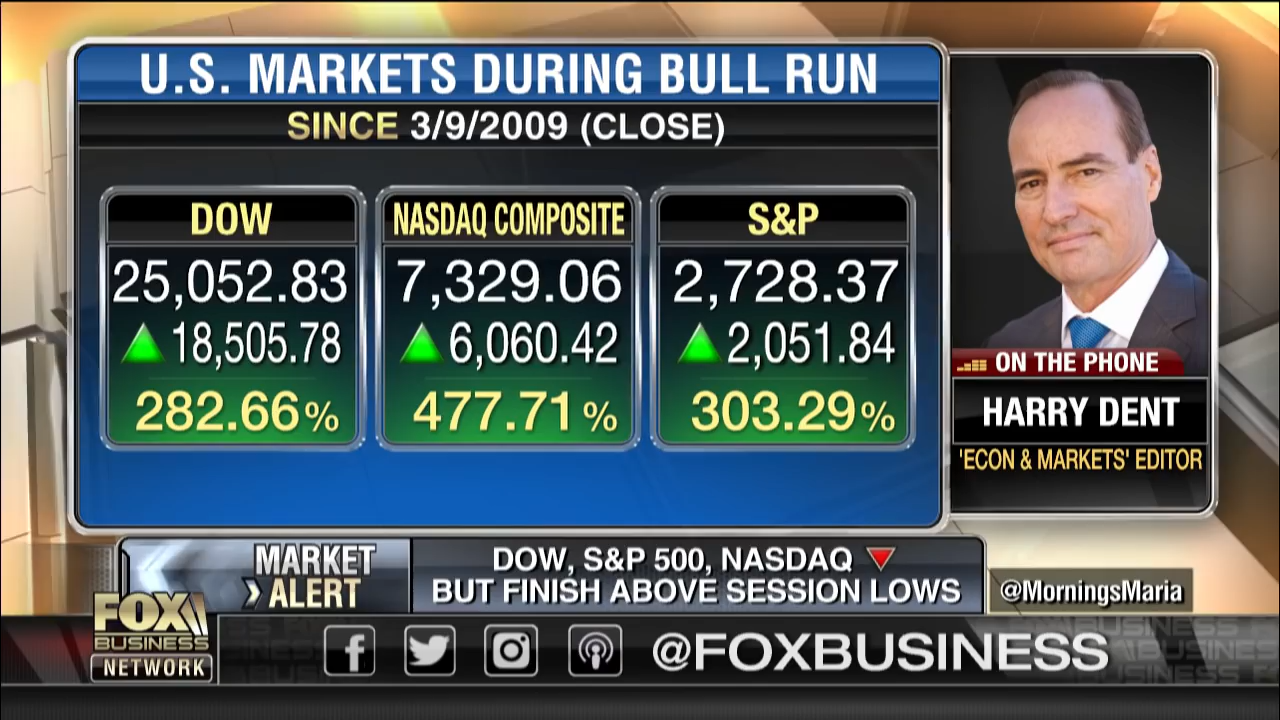 U.S. MARKETS DURING BULL RUN
SINCE 3/9/2009 (CLOSE)
DOW
25,052.83
18,505.78
282.66%
NASDAQ COMPOSITE
7,329.06
6,060.42
477.71%
S&P
2,728.37
2,051.84
303.29%
ON THE PHONE
HARRY DENT
'ECON & MARKETS' EDITOR
MARKET
ALERT
DOW, S&P 500, NASDAQ
BUT FINISH ABOVE SESSION LOWS
@MorningsMaria
FOX
BUSINESS
NETWORK
@FOXBUSINESS